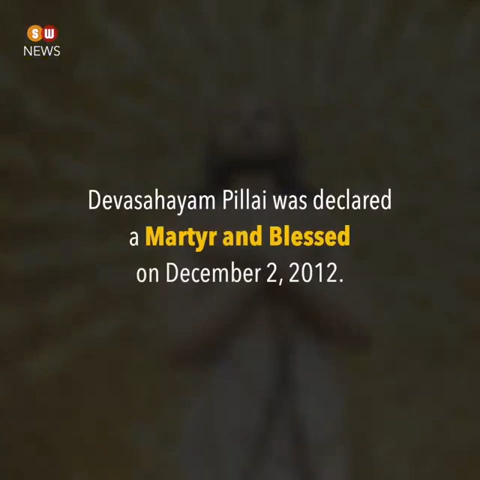 SW
NEWS
Devasahayam Pillai was declared
a Martyr and Blessed
on December 2, 2012.